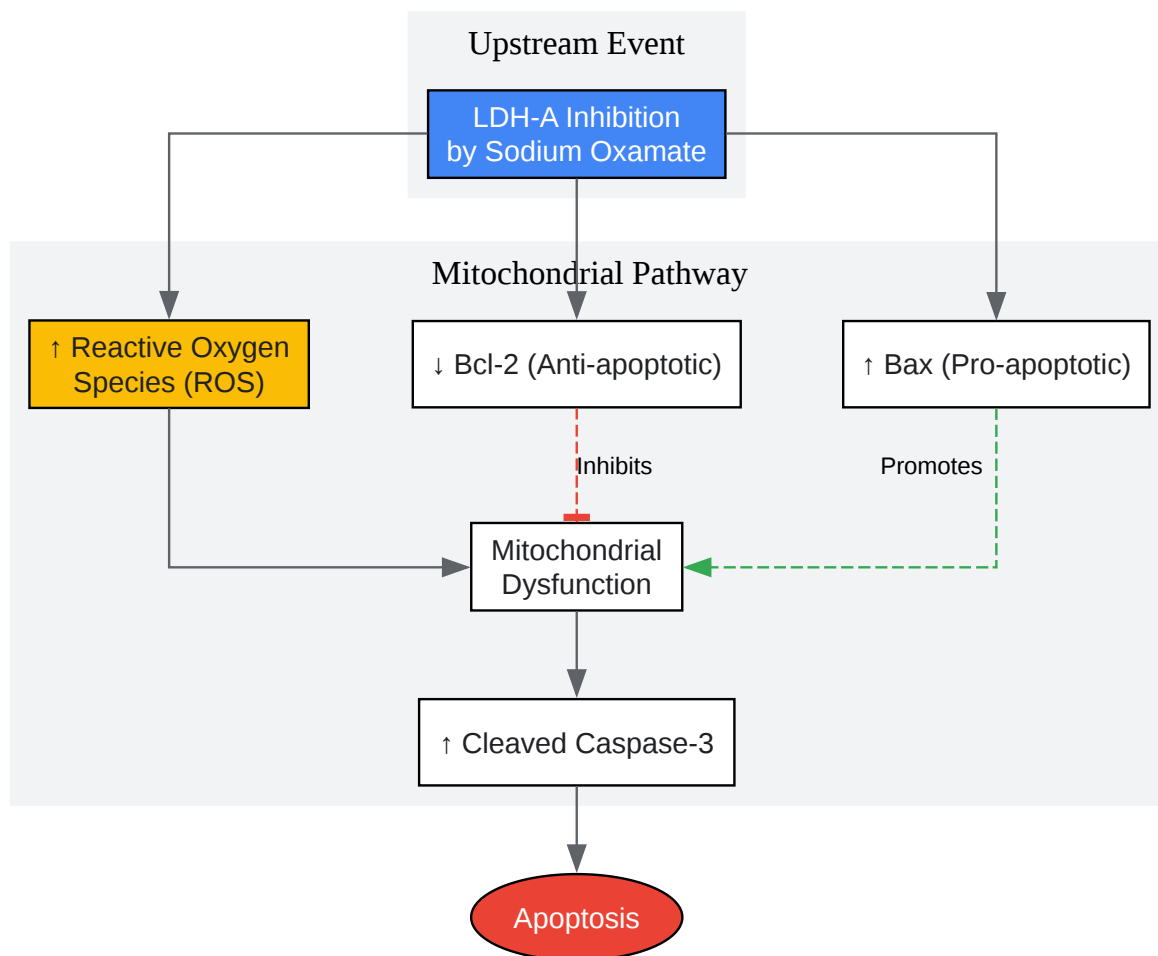 Upstream Event
LDH-A Inhibition
by Sodium Oxamate
Mitochondrial Pathway
↑ Reactive Oxygen
Species (ROS)
↓ Bcl-2 (Anti-apoptotic)
↑ Bax (Pro-apoptotic)
Inhibits
Promotes
Mitochondrial
Dysfunction
↑ Cleaved Caspase-3
Apoptosis